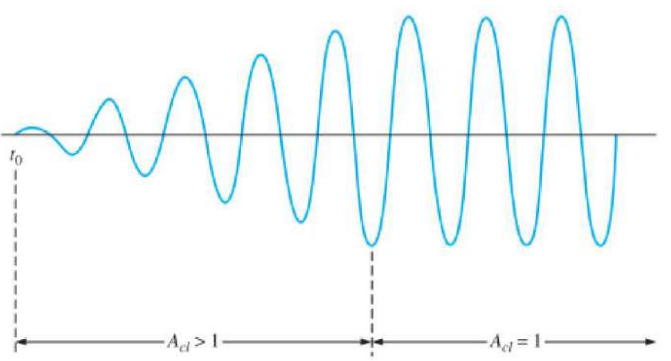 t0
Acl > 1
Acl = 1